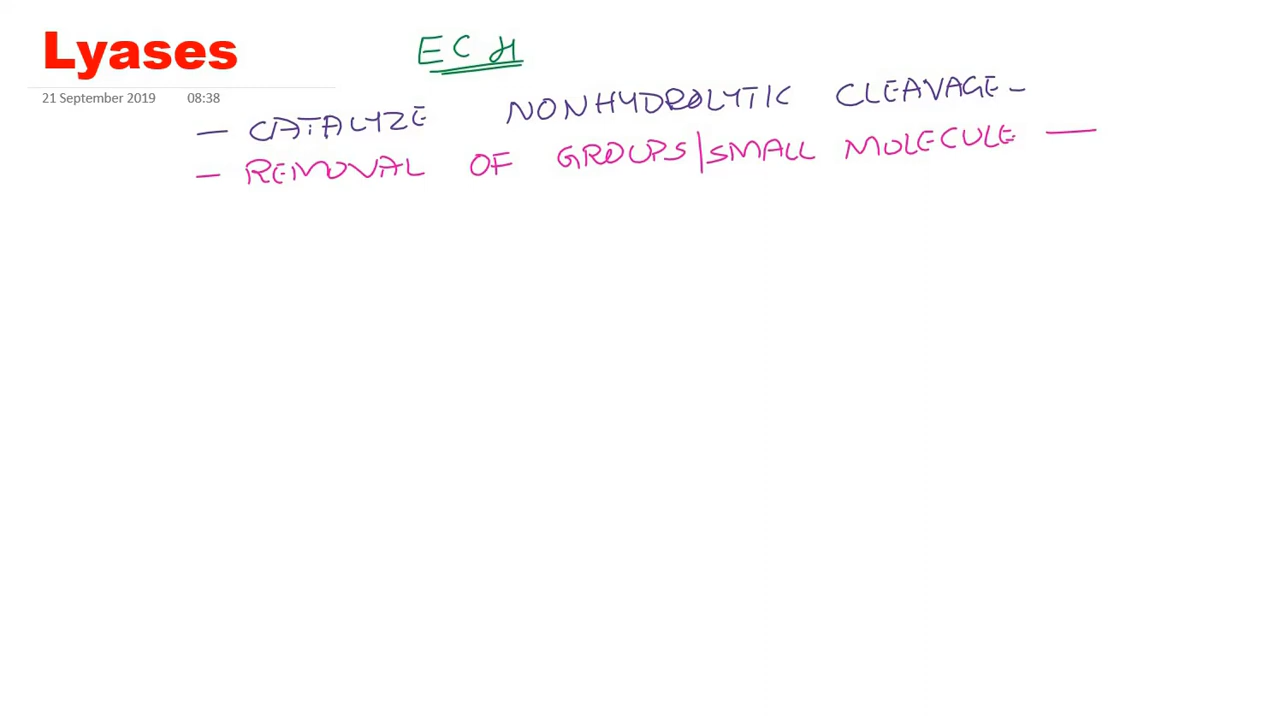 Lyases
EC 4
21 September 2019 08:38
— CATALYZE NONHYDROLYTIC CLEAVAGE -
— REMOVAL OF GROUPS/SMALL MOLECULE —